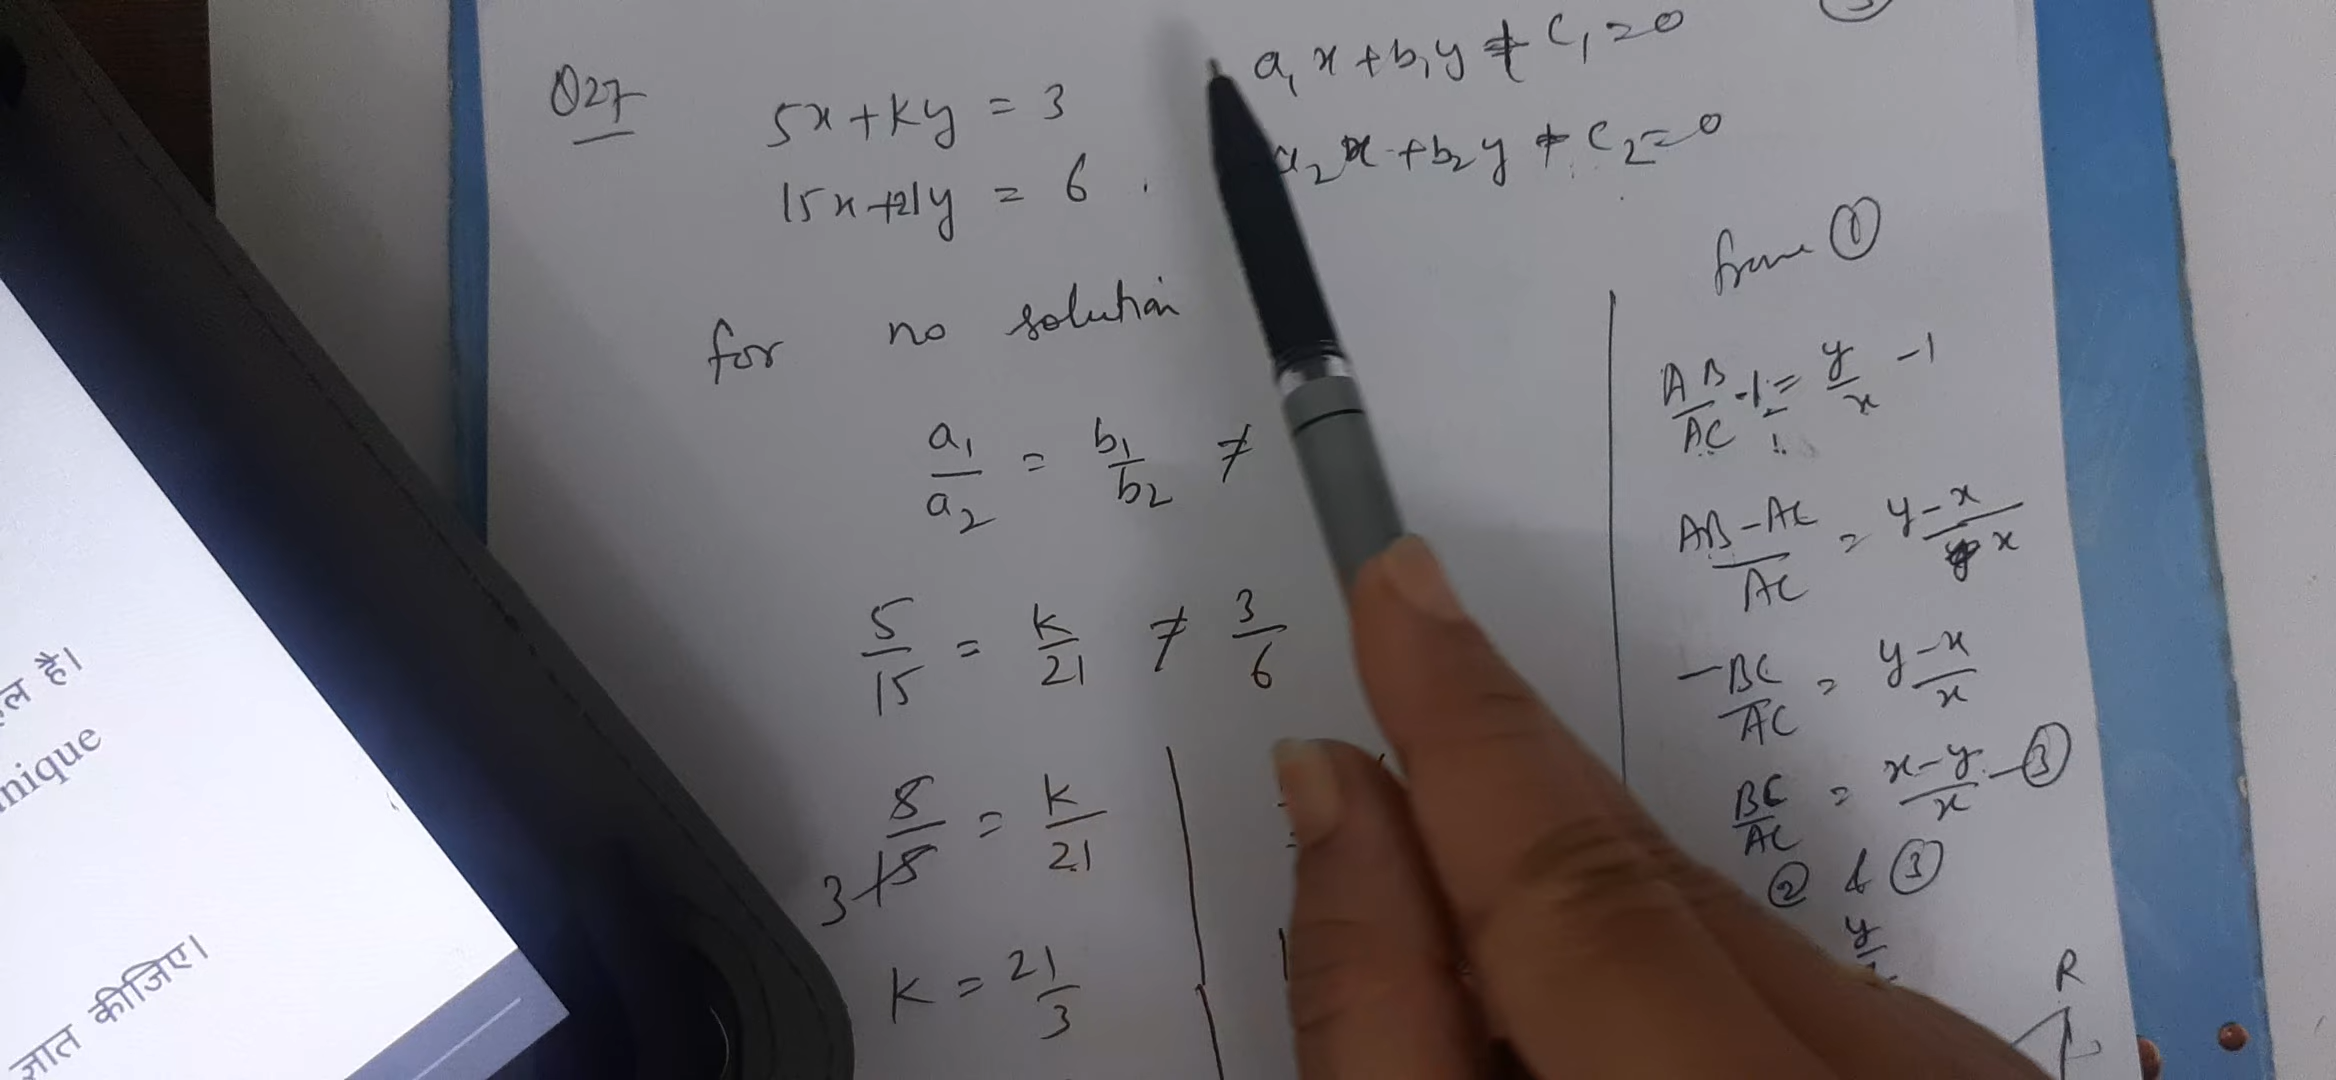 Q27
5x + ky = 3
15x + 21y = 6
a₁x + b₁y + c₁ = 0
a₂x + b₂y + c₂ = 0
for no solution
a₁/a₂ = b₁/b₂ ≠
5/15 = k/21 ≠ 3/6
5/15 = k/21
3
k = 21/3
from ①
AB/AC - 1 = y/x - 1
AB - AC/AC = y - x/x
-BC/AC = y - x/x
BC/AC = x - y/x - ③
② & ③
y
R
है।
nique
ज्ञात कीजिए।